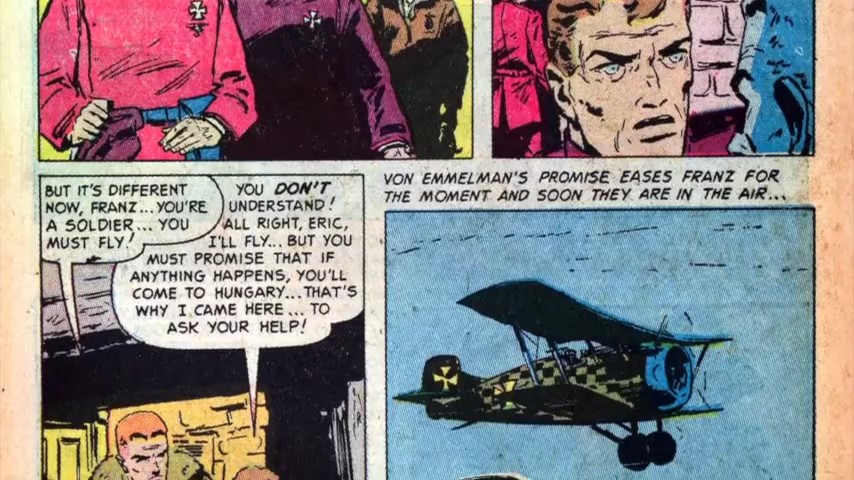 BUT IT'S DIFFERENT
NOW, FRANZ...YOU'RE
A SOLDIER...YOU
MUST FLY!
YOU DON'T
UNDERSTAND!
ALL RIGHT, ERIC,
I'LL FLY...BUT YOU
MUST PROMISE THAT IF
ANYTHING HAPPENS, YOU'LL
COME TO HUNGARY...THAT'S
WHY I CAME HERE... TO
ASK YOUR HELP!
VON EMMELMAN'S PROMISE EASES FRANZ FOR
THE MOMENT AND SOON THEY ARE IN THE AIR...